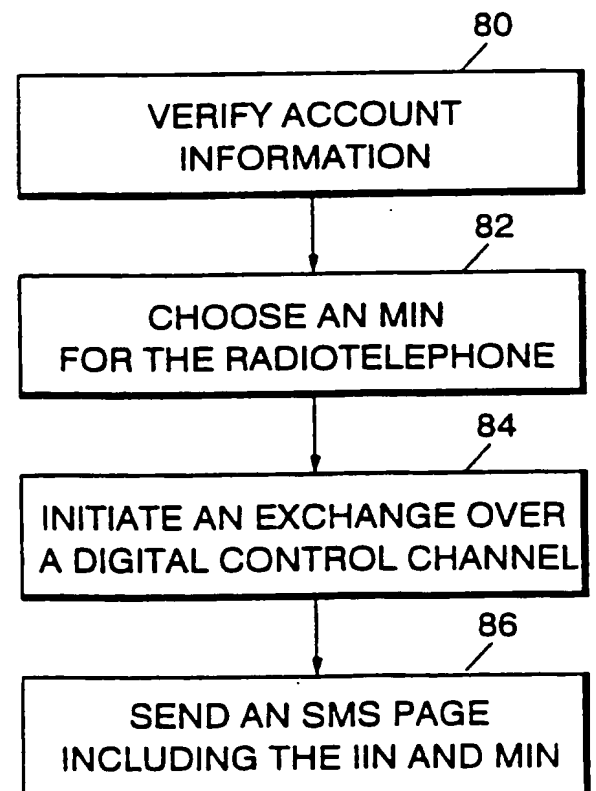 80
VERIFY ACCOUNT
INFORMATION
82
CHOOSE AN MIN
FOR THE RADIOTELEPHONE
84
INITIATE AN EXCHANGE OVER
A DIGITAL CONTROL CHANNEL
86
SEND AN SMS PAGE
INCLUDING THE IIN AND MIN